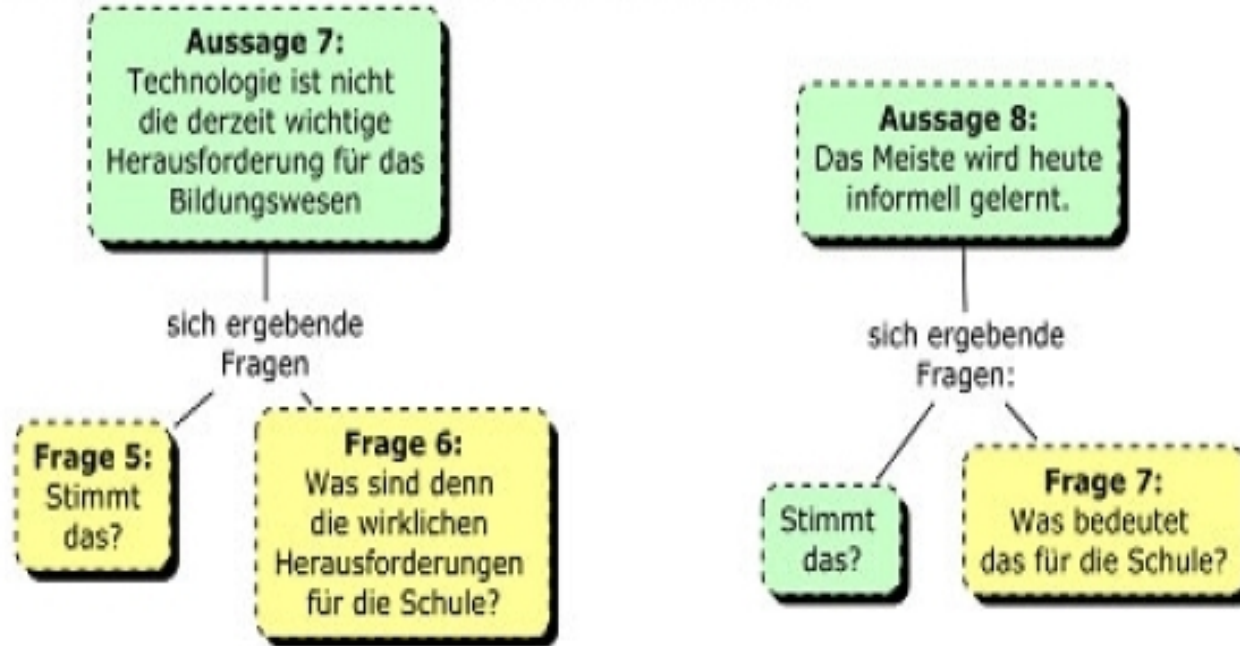 Aussage 7:
Technologie ist nicht
die derzeit wichtige
Herausforderung für das
Bildungswesen
sich ergebende
Fragen
Frage 5:
Stimmt
das?
Frage 6:
Was sind denn
die wirklichen
Herausforderungen
für die Schule?
Aussage 8:
Das Meiste wird heute
informell gelernt.
sich ergebende
Fragen:
Stimmt
das?
Frage 7:
Was bedeutet
das für die Schule?